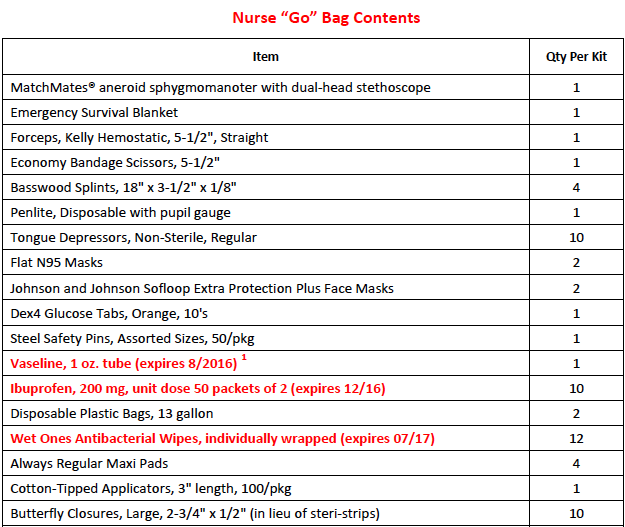 Nurse “Go” Bag Contents
Item Qty Per Kit
MatchMates® aneroid sphygmomanoter with dual-head stethoscope 1
Emergency Survival Blanket 1
Forceps, Kelly Hemostatic, 5-1/2", Straight 1
Economy Bandage Scissors, 5-1/2" 1
Basswood Splints, 18" x 3-1/2" x 1/8" 4
Penlite, Disposable with pupil gauge 1
Tongue Depressors, Non-Sterile, Regular 10
Flat N95 Masks 2
Johnson and Johnson Sofloop Extra Protection Plus Face Masks 2
Dex4 Glucose Tabs, Orange, 10's 1
Steel Safety Pins, Assorted Sizes, 50/pkg 1
Vaseline, 1 oz. tube (expires 8/2016) 1 1
Ibuprofen, 200 mg, unit dose 50 packets of 2 (expires 12/16) 10
Disposable Plastic Bags, 13 gallon 2
Wet Ones Antibacterial Wipes, individually wrapped (expires 07/17) 12
Always Regular Maxi Pads 4
Cotton-Tipped Applicators, 3" length, 100/pkg 1
Butterfly Closures, Large, 2-3/4" x 1/2" (in lieu of steri-strips) 10